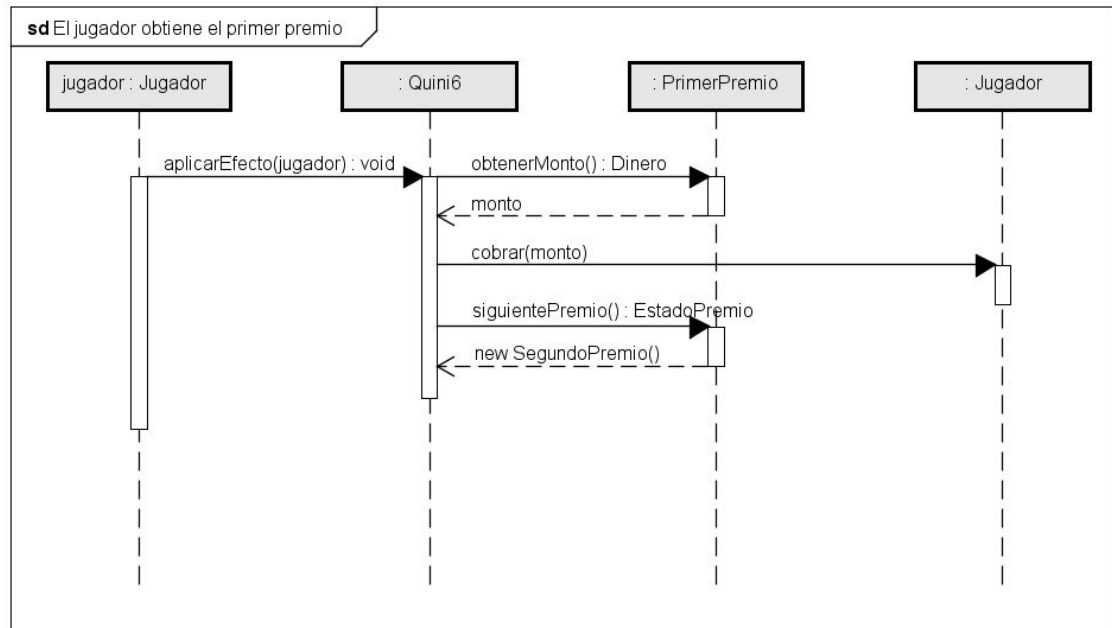 sd El jugador obtiene el primer premio
jugador : Jugador
: Quini6
: PrimerPremio
: Jugador
aplicarEfecto(jugador) : void
obtenerMonto() : Dinero
monto
cobrar(monto)
siguientePremio() : EstadoPremio
new SegundoPremio()